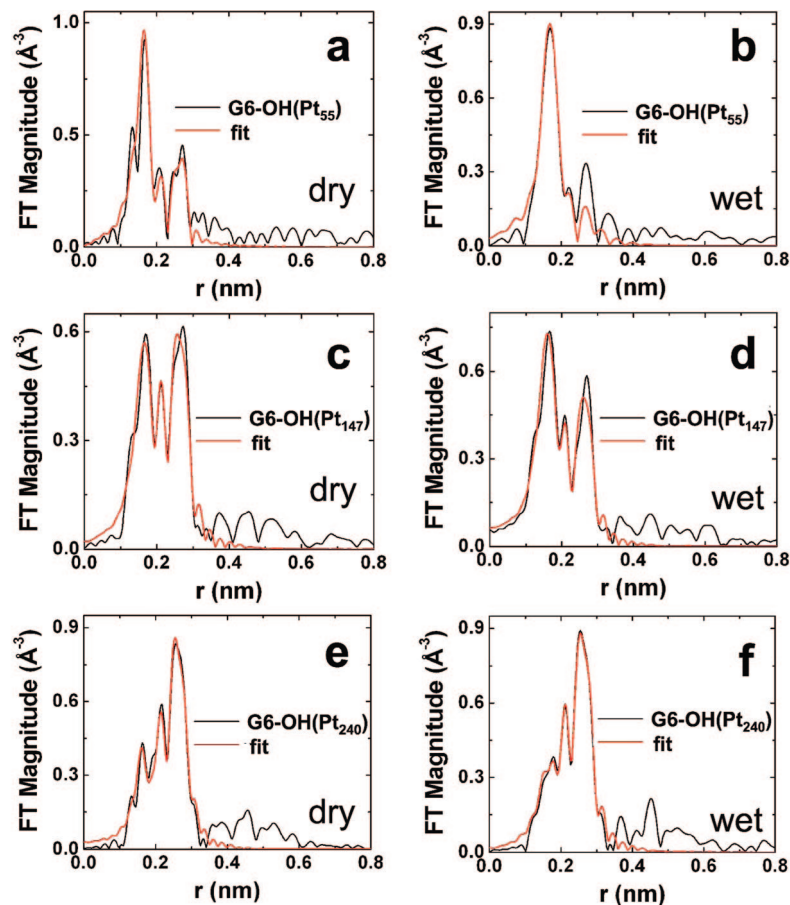 a
FT Magnitude (Å⁻³)
1.0
0.5
0.0
G6-OH(Pt₅₅)
fit
dry
0.0 0.2 0.4 0.6 0.8
r (nm)
b
FT Magnitude (Å⁻³)
0.9
0.6
0.3
0.0
G6-OH(Pt₅₅)
fit
wet
0.0 0.2 0.4 0.6 0.8
r (nm)
c
FT Magnitude (Å⁻³)
0.6
0.3
0.0
G6-OH(Pt₁₄₇)
fit
dry
0.0 0.2 0.4 0.6 0.8
r (nm)
d
FT Magnitude (Å⁻³)
0.9
0.6
0.3
0.0
G6-OH(Pt₁₄₇)
fit
wet
0.0 0.2 0.4 0.6 0.8
r (nm)
e
FT Magnitude (Å⁻³)
0.9
0.6
0.3
0.0
G6-OH(Pt₂₄₀)
fit
dry
0.0 0.2 0.4 0.6 0.8
r (nm)
f
FT Magnitude (Å⁻³)
0.9
0.6
0.3
0.0
G6-OH(Pt₂₄₀)
fit
wet
0.0 0.2 0.4 0.6 0.8
r (nm)